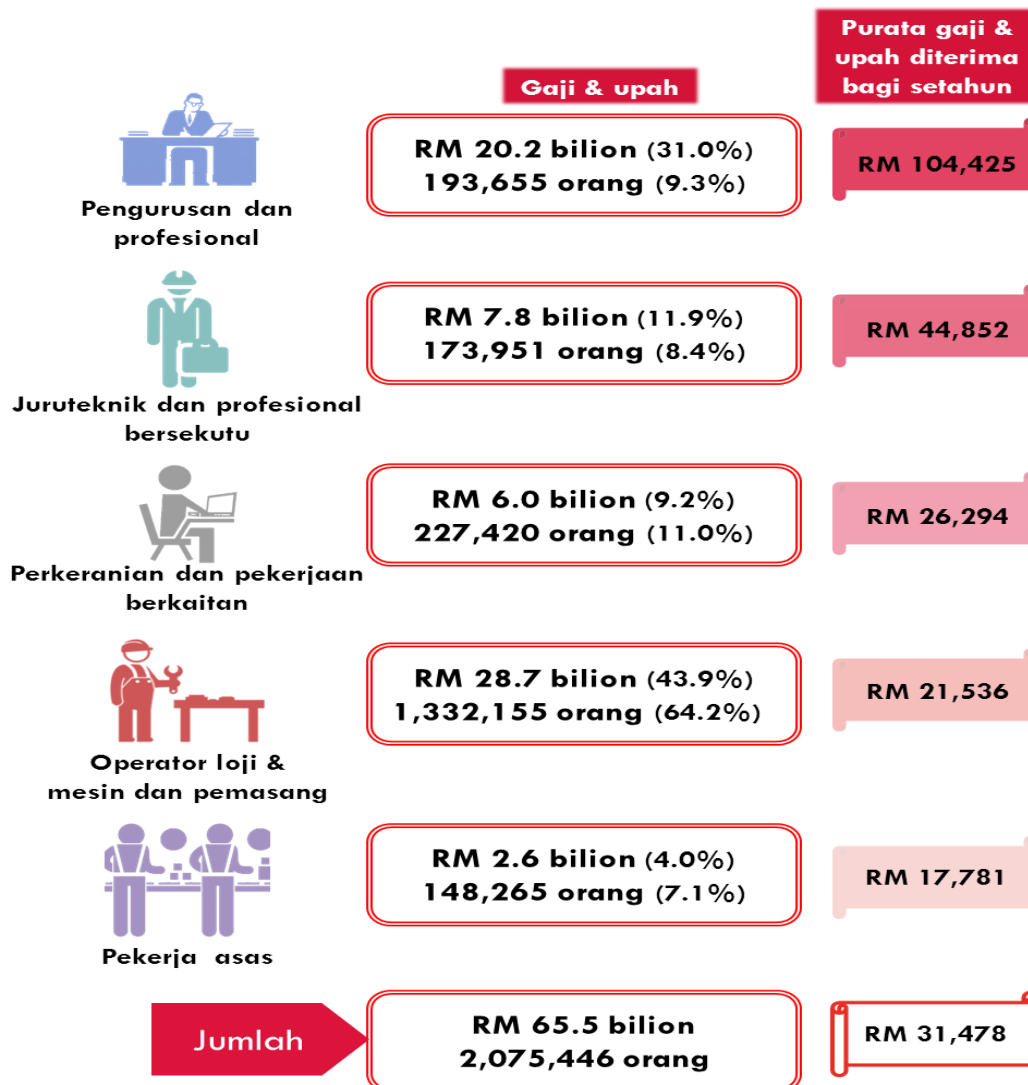 Gaji & upah
Purata gaji &
upah diterima
bagi setahun
Pengurusan dan
profesional
RM 20.2 bilion (31.0%)
193,655 orang (9.3%)
RM 104,425
Juruteknik dan profesional
bersekutu
RM 7.8 bilion (11.9%)
173,951 orang (8.4%)
RM 44,852
Perkeranian dan pekerjaan
berkaitan
RM 6.0 bilion (9.2%)
227,420 orang (11.0%)
RM 26,294
Operator loji &
mesin dan pemasang
RM 28.7 bilion (43.9%)
1,332,155 orang (64.2%)
RM 21,536
Pekerja asas
RM 2.6 bilion (4.0%)
148,265 orang (7.1%)
RM 17,781
Jumlah
RM 65.5 bilion
2,075,446 orang
RM 31,478